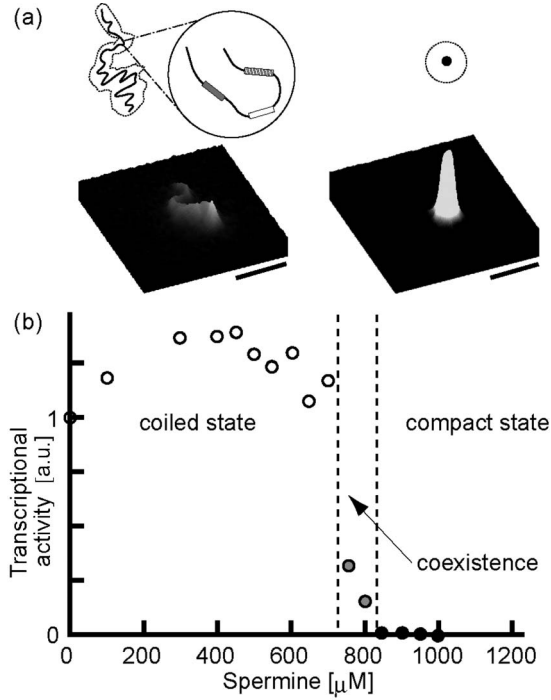 (a)
(b)
Transcriptional
activity [a.u.]
1
0
coiled state
compact state
coexistence
0 200 400 600 800 1000 1200
Spermine [μM]